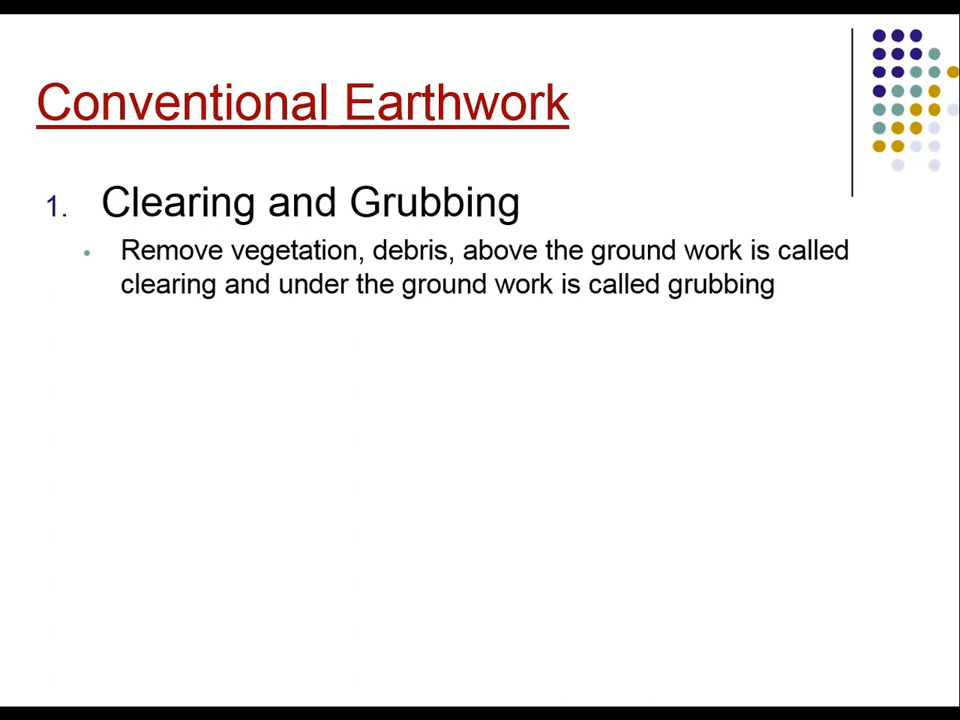 Conventional Earthwork
1. Clearing and Grubbing
• Remove vegetation, debris, above the ground work is called
clearing and under the ground work is called grubbing